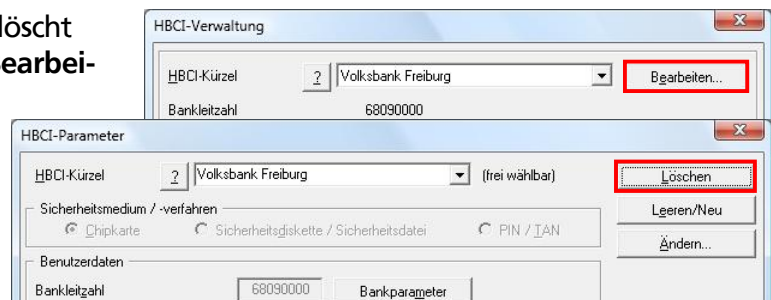 löscht
earbei-
HBCI-Verwaltung
HBCI-Kürzel ? Volksbank Freiburg Bearbeiten...
Bankleitzahl 68090000
HBCI-Parameter
HBCI-Kürzel ? Volksbank Freiburg (frei wählbar) Löschen
Sicherheitsmedium / -verfahren Leeren/Neu
Chipkarte Sicherheitsdiskette / Sicherheitsdatei PIN / TAN
Ändern...
Benutzerdaten
Bankleitzahl 68090000 Bankparameter